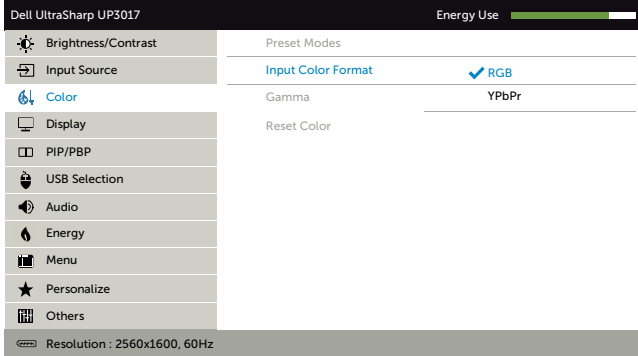 Dell UltraSharp UP3017 Energy Use
Brightness/Contrast Preset Modes
Input Source Input Color Format RGB
Color Gamma YPbPr
Display Reset Color
PIP/PBP
USB Selection
Audio
Energy
Menu
Personalize
Others
Resolution : 2560x1600, 60Hz